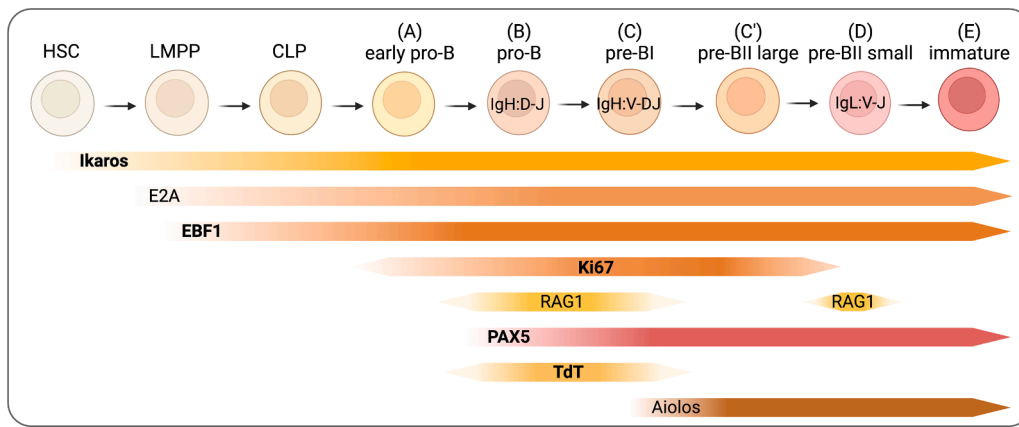 HSC
LMPP
CLP
(A)
early pro-B
(B)
pro-B
(C)
pre-BI
(C')
pre-BII large
(D)
pre-BII small
(E)
immature
IgH:D-J
IgH:V-DJ
IgL:V-J
Ikaros
E2A
EBF1
Ki67
RAG1
RAG1
PAX5
TdT
Aiolos